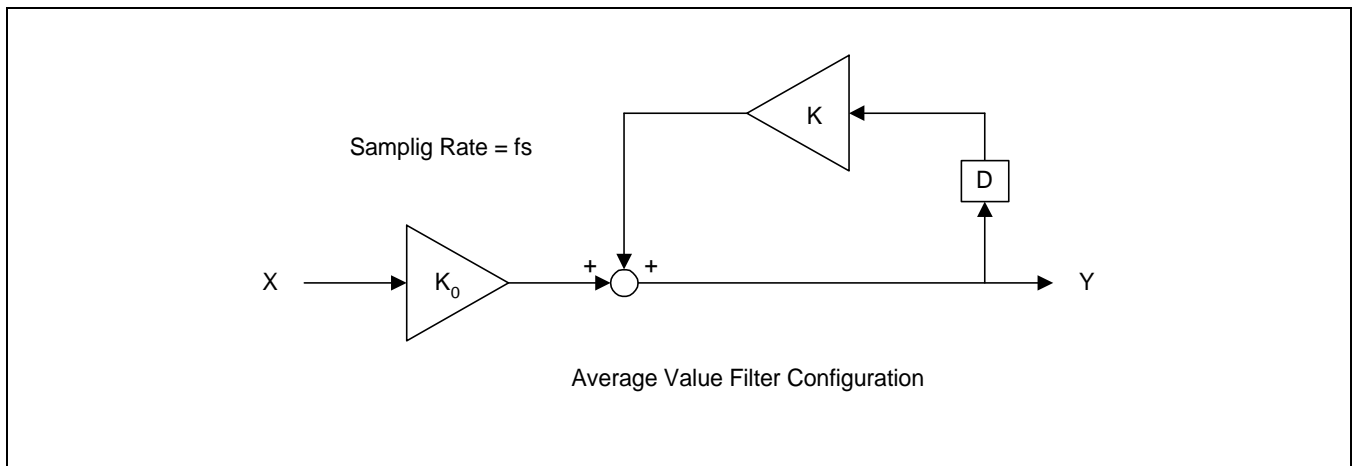 K
Samplig Rate = fs
D
+ +
X K₀ Y
Average Value Filter Configuration